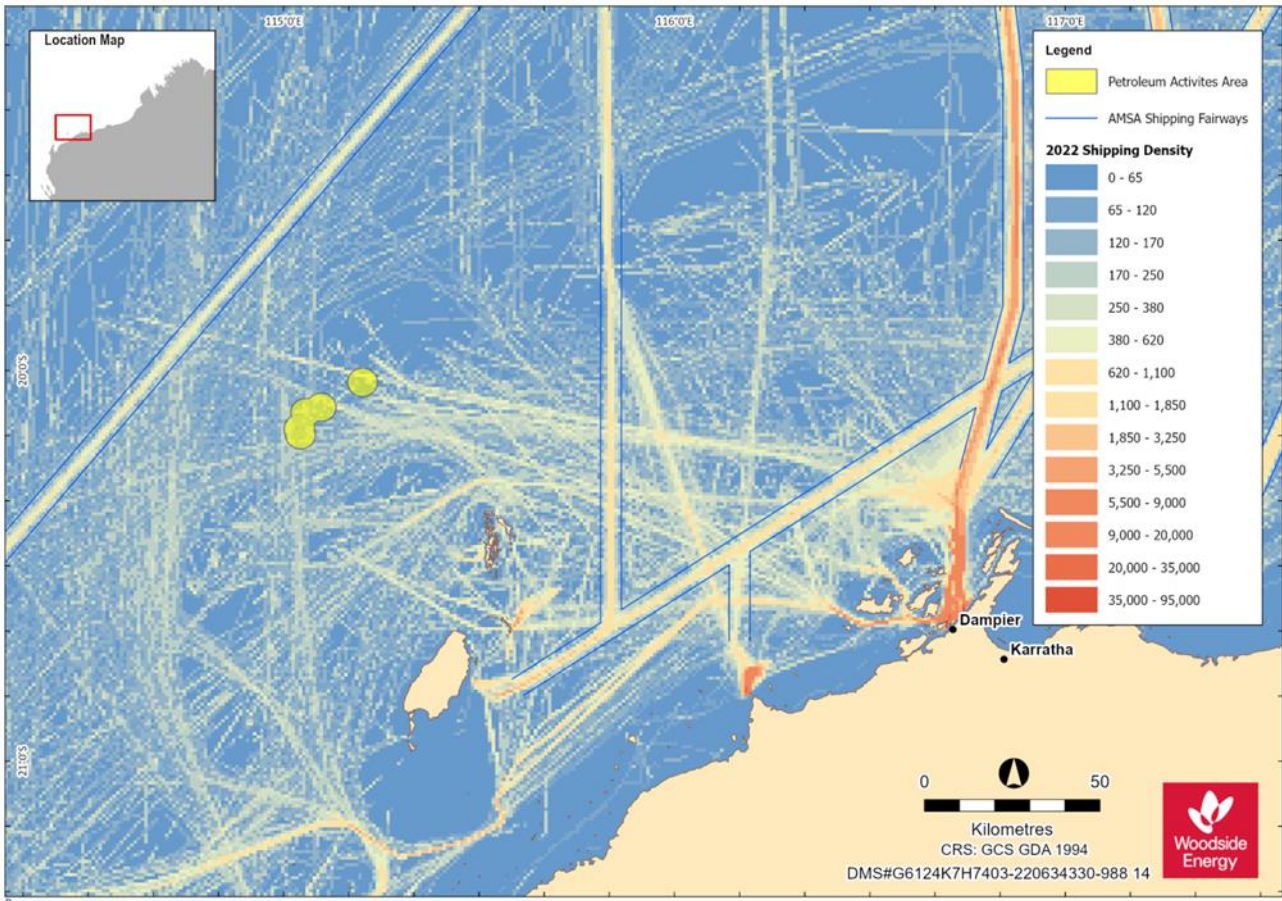 115°0'E
116°0'E
117°0'E
Location Map
Legend
Petroleum Activites Area
AMSA Shipping Fairways
2022 Shipping Density
0 - 65
65 - 120
120 - 170
170 - 250
250 - 380
380 - 620
620 - 1,100
1,100 - 1,850
1,850 - 3,250
3,250 - 5,500
5,500 - 9,000
9,000 - 20,000
20,000 - 35,000
35,000 - 95,000
20°0'S
Dampier
Karratha
21°0'S
0 50
Kilometres
CRS: GCS GDA 1994
DMS#G6124K7H7403-220634330-988 14
Woodside
Energy